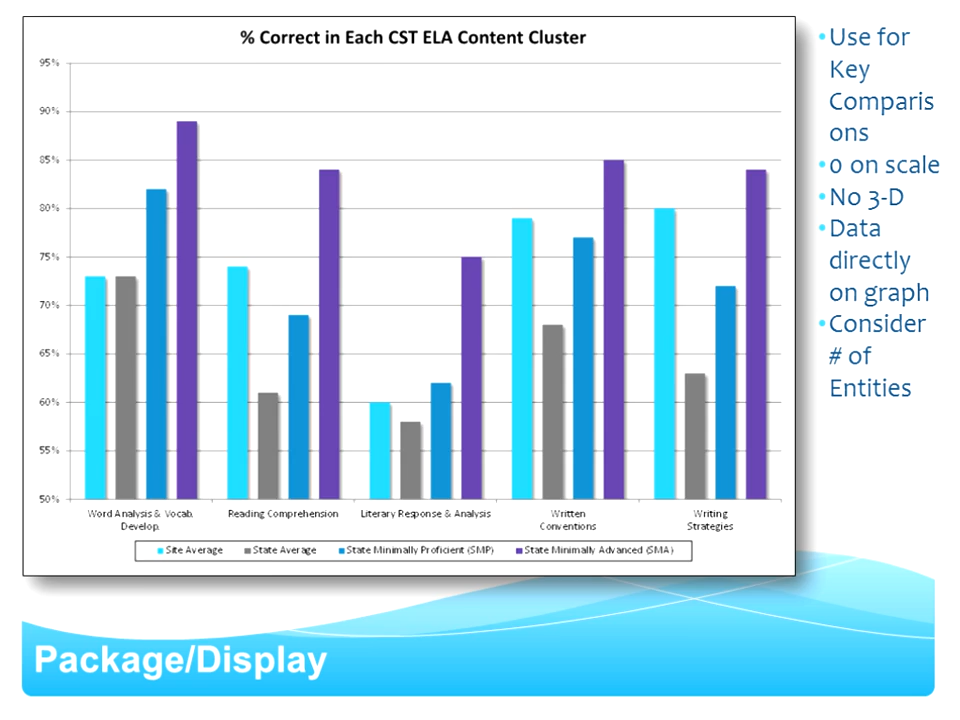 % Correct in Each CST ELA Content Cluster
95%
90%
85%
80%
75%
70%
65%
60%
55%
50%
Word Analysis & Vocab. Develop.
Reading Comprehension
Literary Response & Analysis
Written Conventions
Writing Strategies
Site Average
State Average
State Minimally Proficient (SMP)
State Minimally Advanced (SMA)
•Use for
Key
Comparis
ons
•0 on scale
•No 3-D
•Data
directly
on graph
•Consider
# of
Entities
Package/Display